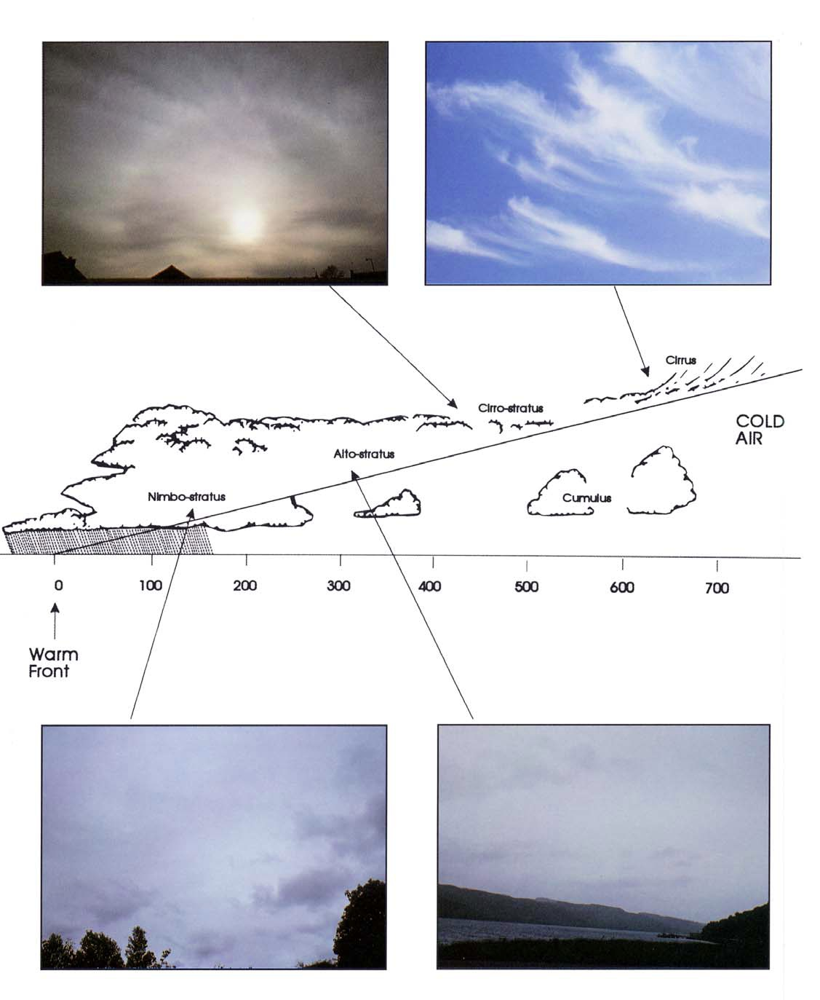 Cirrus
Cirro-stratus
COLD
AIR
Alto-stratus
Nimbo-stratus
Cumulus
0 100 200 300 400 500 600 700
Warm
Front